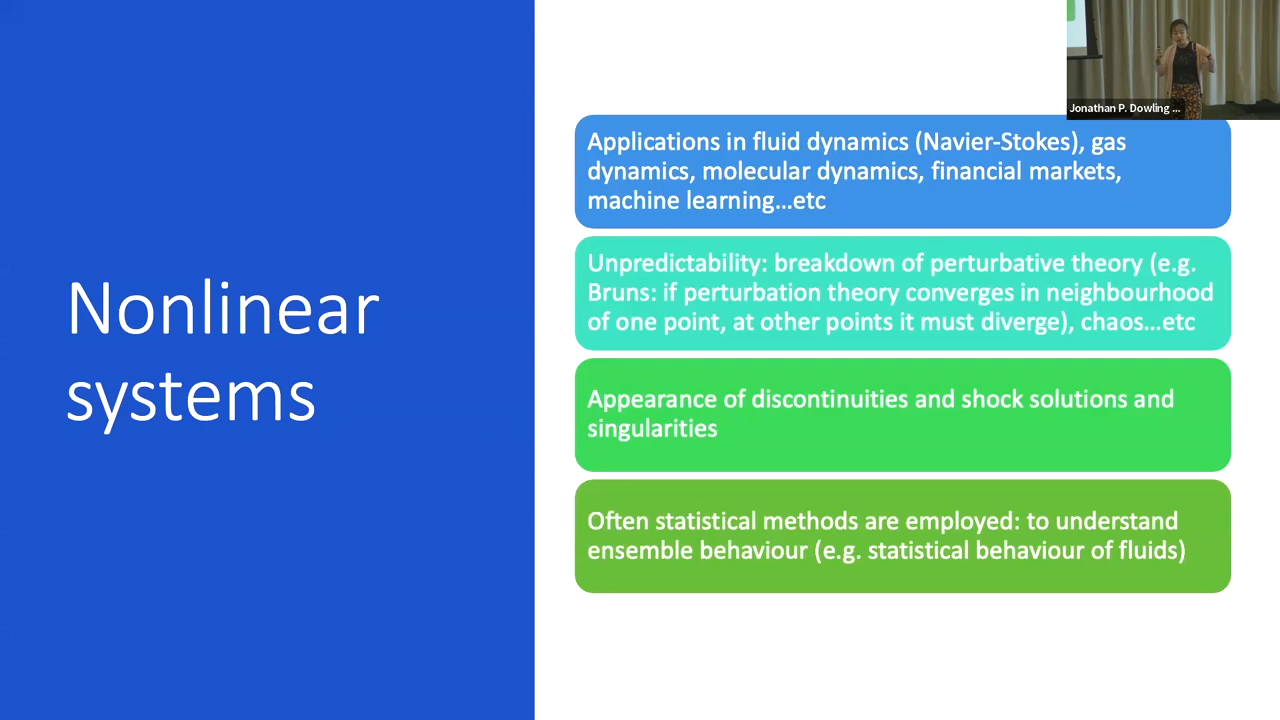 Jonathan P. Dowling ...
Nonlinear
systems
Applications in fluid dynamics (Navier-Stokes), gas
dynamics, molecular dynamics, financial markets,
machine learning...etc
Unpredictability: breakdown of perturbative theory (e.g.
Bruns: if perturbation theory converges in neighbourhood
of one point, at other points it must diverge), chaos...etc
Appearance of discontinuities and shock solutions and
singularities
Often statistical methods are employed: to understand
ensemble behaviour (e.g. statistical behaviour of fluids)